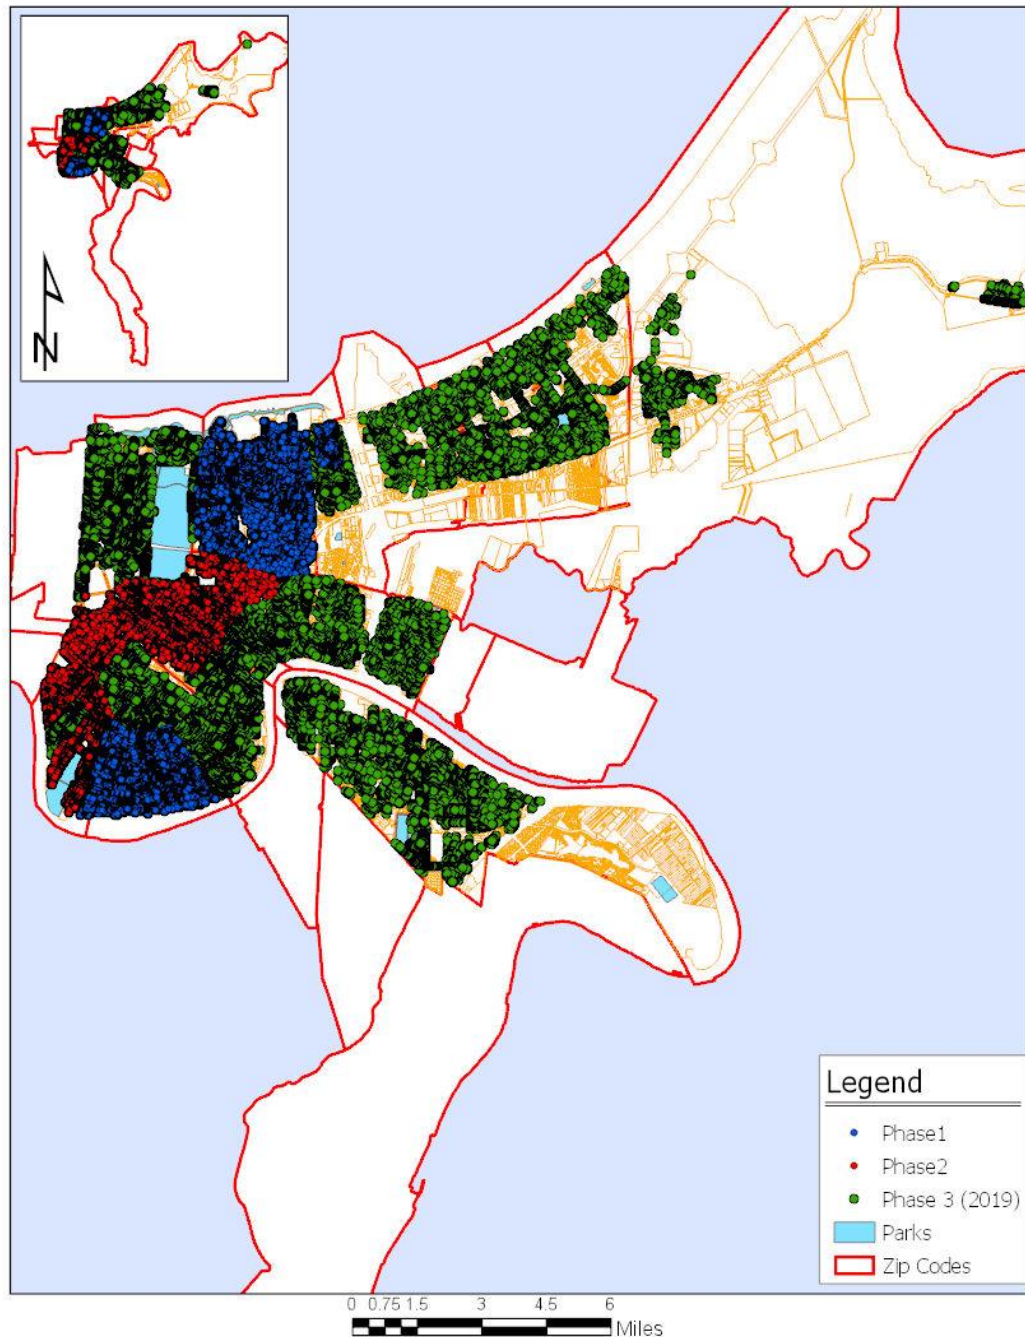 N
Legend
Phase1
Phase2
Phase 3 (2019)
Parks
Zip Codes
0 0.75 1.5 3 4.5 6
Miles